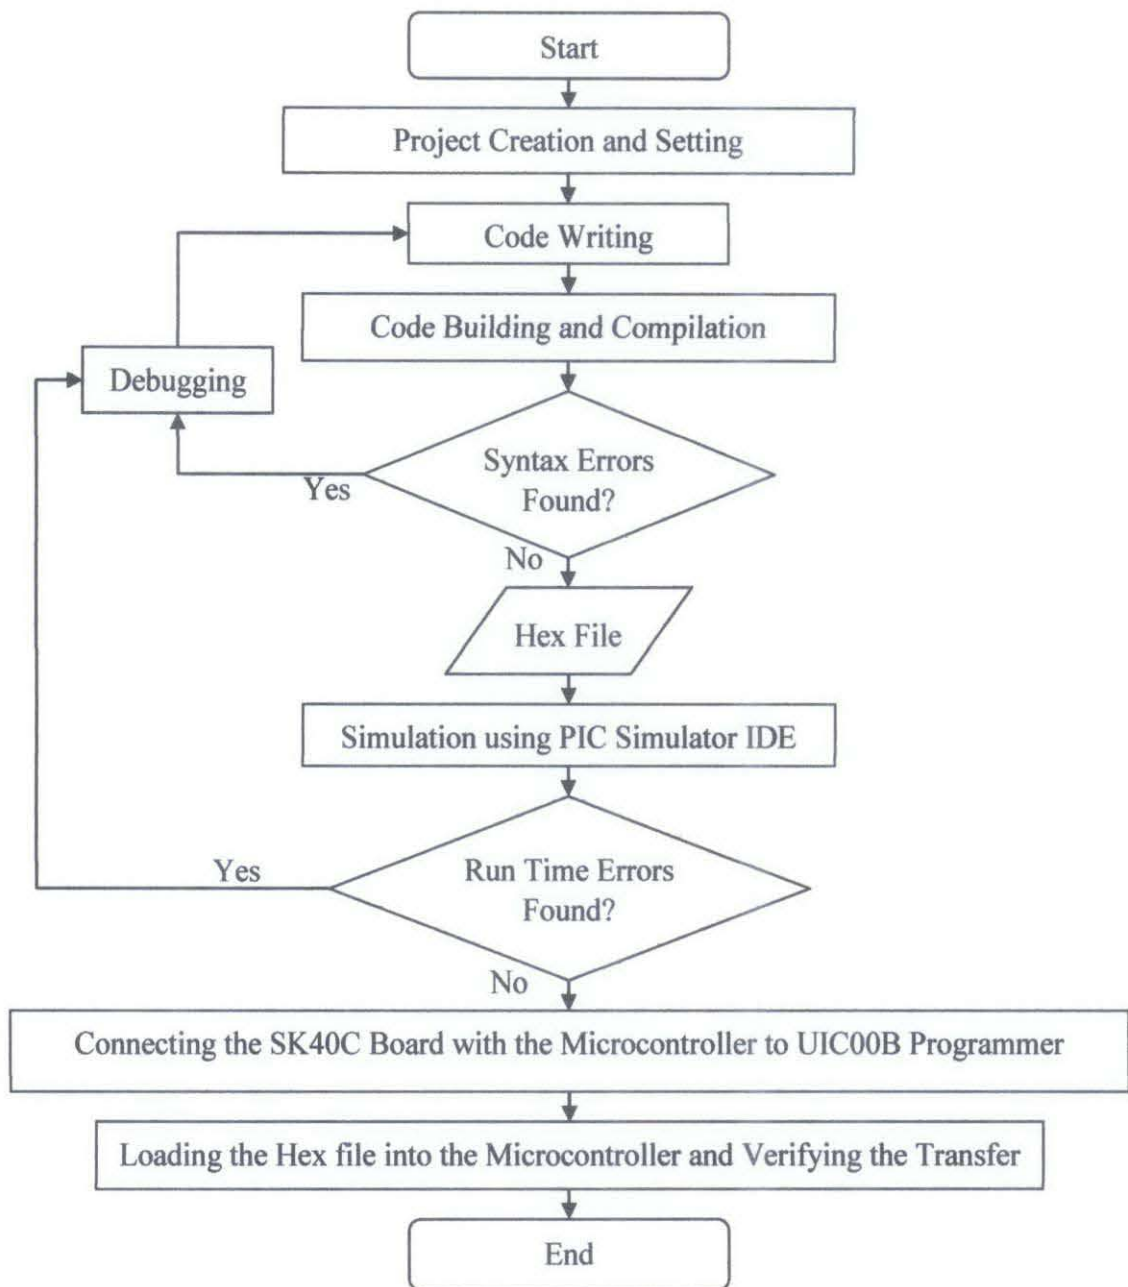 Start
Project Creation and Setting
Code Writing
Code Building and Compilation
Debugging
Syntax Errors
Found?
Yes
No
Hex File
Simulation using PIC Simulator IDE
Run Time Errors
Found?
Yes
No
Connecting the SK40C Board with the Microcontroller to UIC00B Programmer
Loading the Hex file into the Microcontroller and Verifying the Transfer
End